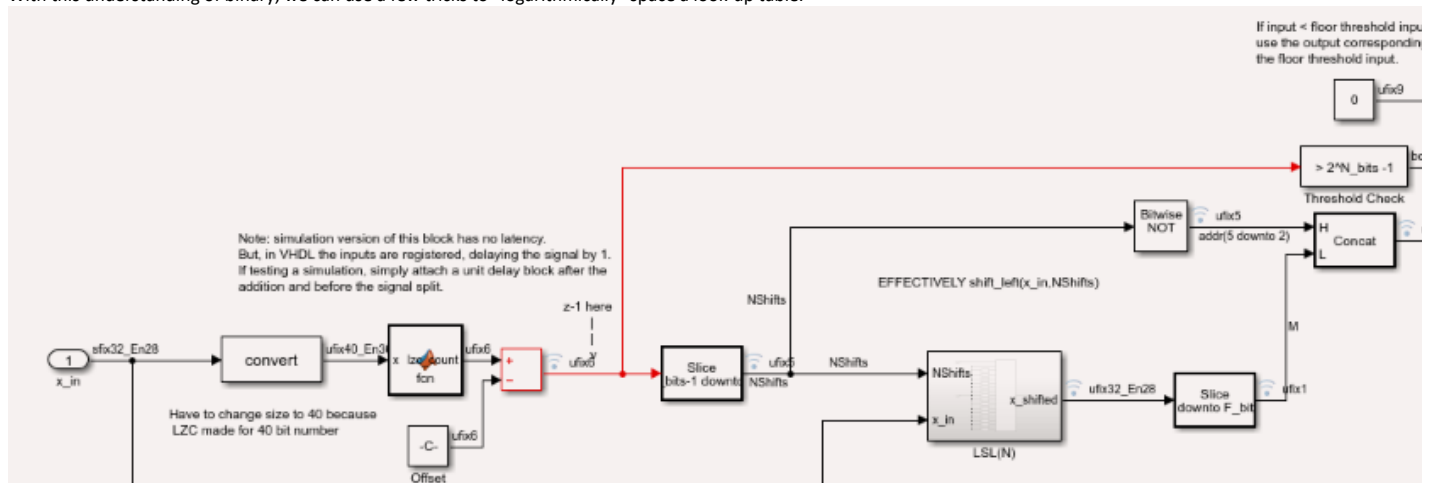 If input < floor threshold
use the output
the floor threshold input.
0
ufix9
> 2^N_bits -1
Threshold Check
Bitwise
NOT
ufix5
addr(5 downto 2)
H
L
Concat
Note: simulation version of this block has no latency.
But, in VHDL the inputs are registered, delaying the signal by 1.
If testing a simulation, simply attach a unit delay block after the
addition and before the signal split.
EFFECTIVELY shift_left(x_in,NShifts)
z-1 here
NShifts
M
1
x_in
sfix32_En28
convert
x
fcn
ufix6
+
-
ufix6
Slice
NShifts
NShifts
NShifts
x_in
x_shifted
LSL(N)
ufix32_En28
Slice
ufix1
Have to change size to 40 because
LZC made for 40 bit number
-C-
ufix6
Offset